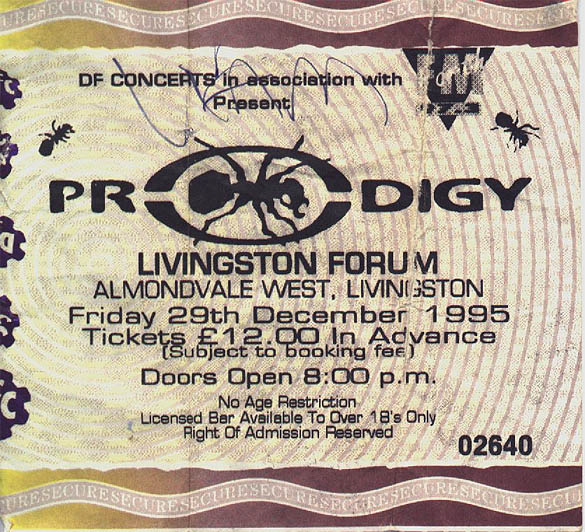 SECURESECURESECURESECURESECURESECURE
DF CONCERTS in association with
Present
PRODIGY
LIVINGSTON FORUM
ALMONDVALE WEST, LIVINGSTON
Friday 29th December 1995
Tickets £12.00 In Advance
(Subject to booking fee)
Doors Open 8:00 p.m.
No Age Restriction
Licensed Bar Available To Over 18's Only
Right Of Admission Reserved
02640
URESECURESECURESECURESECURESECURESECURE